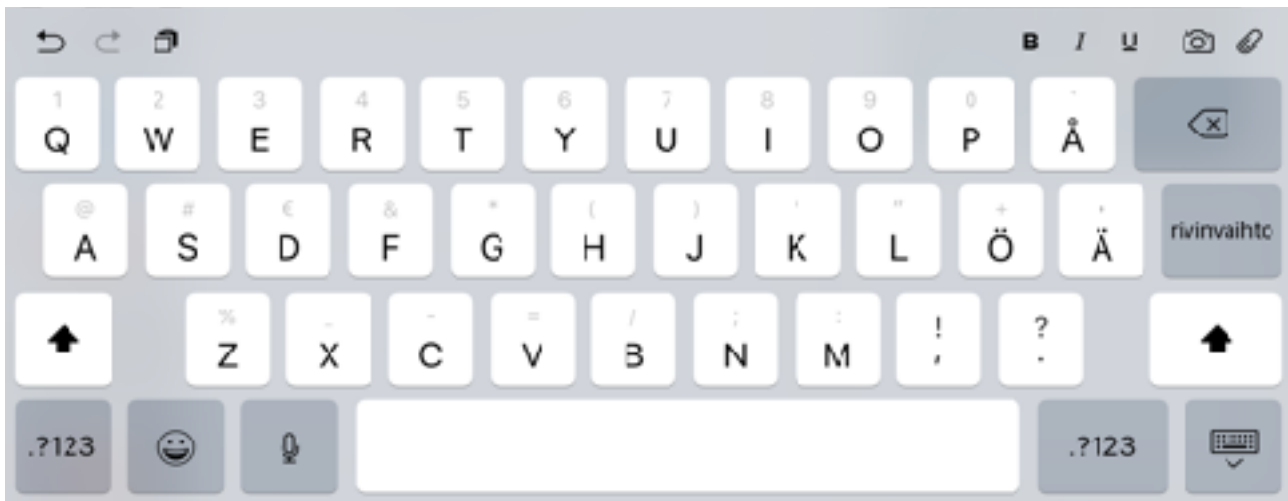 B I U
1 2 3 4 5 6 7 8 9 0
Q W E R T Y U I O P Å
@ # € & * ( ) ' " +
A S D F G H J K L Ö Ä rivinvaihto
% _ - = / ; : ! ?
Z X C V B N M , .
.?123 .?123